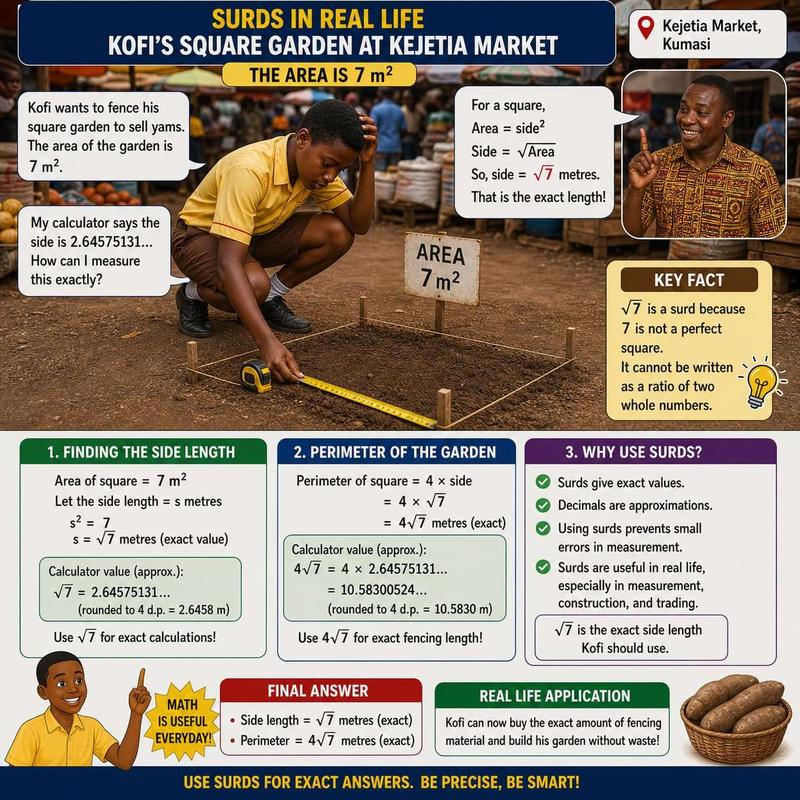 SURDS IN REAL LIFE
KOFI'S SQUARE GARDEN AT KEJETIA MARKET
THE AREA IS 7 m²
Kejetia Market,
Kumasi
Kofi wants to fence his
square garden to sell yams.
The area of the garden is
7 m².
My calculator says the
side is 2.64575131...
How can I measure
this exactly?
For a square,
Area = side²
Side = √Area
So, side = √7 metres.
That is the exact length!
AREA
7 m²
KEY FACT
√7 is a surd because
7 is not a perfect
square.
It cannot be written
as a ratio of two
whole numbers.
1. FINDING THE SIDE LENGTH
Area of square = 7 m²
Let the side length = s metres
s² = 7
s = √7 metres (exact value)
Calculator value (approx.):
√7 = 2.64575131...
(rounded to 4 d.p. = 2.6458 m)
Use √7 for exact calculations!
2. PERIMETER OF THE GARDEN
Perimeter of square = 4 × side
= 4 × √7
= 4√7 metres (exact)
Calculator value (approx.):
4√7 = 4 × 2.64575131...
= 10.58300524...
(rounded to 4 d.p. = 10.5830 m)
Use 4√7 for exact fencing length!
3. WHY USE SURDS?
Surds give exact values.
Decimals are approximations.
Using surds prevents small
errors in measurement.
Surds are useful in real life,
especially in measurement,
construction, and trading.
√7 is the exact side length
Kofi should use.
MATH
IS USEFUL
EVERYDAY!
FINAL ANSWER
• Side length = √7 metres (exact)
• Perimeter = 4√7 metres (exact)
REAL LIFE APPLICATION
Kofi can now buy the exact amount of fencing
material and build his garden without waste!
USE SURDS FOR EXACT ANSWERS. BE PRECISE, BE SMART!